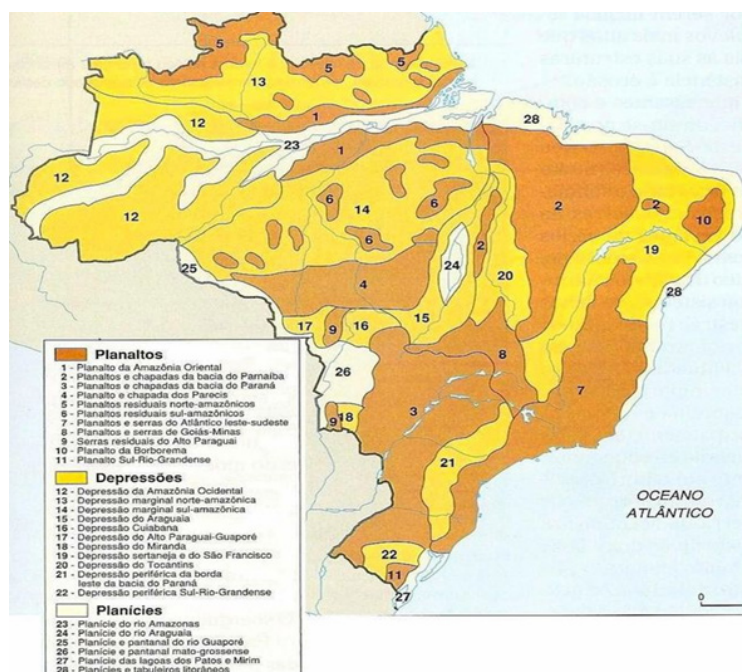 5
5
5
13
1
12
28
23
1
12
12
6
6
14
2
2
10
6
2
19
24
20
25
4
28
15
17
9
16
8
26
7
3
9
18
21
22
11
27
OCEANO
ATLÂNTICO
0
Planaltos
1 - Planalto da Amazônia Oriental
2 - Planaltos e chapadas da bacia do Parnaíba
3 - Planaltos e chapadas da bacia do Paraná
4 - Planalto e chapada dos Parecis
5 - Planaltos residuais norte-amazônicos
6 - Planaltos residuais sul-amazônicos
7 - Planaltos e serras do Atlântico leste-sudeste
8 - Planaltos e serras de Goiás-Minas
9 - Serras residuais do Alto Paraguai
10 - Planalto da Borborema
11 - Planalto Sul-Rio-Grandense
Depressões
12 - Depressão da Amazônia Ocidental
13 - Depressão marginal norte-amazônica
14 - Depressão marginal sul-amazônica
15 - Depressão do Araguaia
16 - Depressão Cuiabana
17 - Depressão do Alto Paraguai-Guaporé
18 - Depressão do Miranda
19 - Depressão sertaneja e do São Francisco
20 - Depressão do Tocantins
21 - Depressão periférica da borda
leste da bacia do Paraná
22 - Depressão periférica Sul-Rio-Grandense
Planícies
23 - Planície do rio Amazonas
24 - Planície do rio Araguaia
25 - Planície e pantanal do rio Guaporé
26 - Planície e pantanal mato-grossense
27 - Planície das lagoas dos Patos e Mirim
28 - Planícies e tabuleiros litorâneos